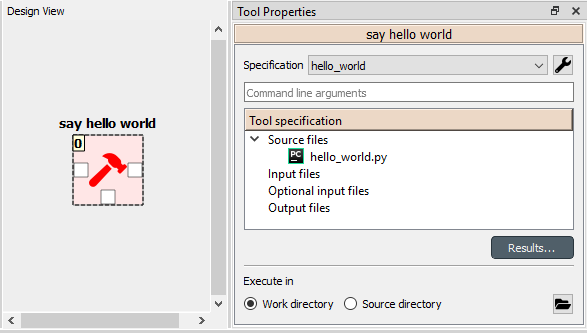 Design View
say hello world
0
Tool Properties
say hello world
Specification hello_world
Command line arguments
Tool specification
Source files
PC hello_world.py
Input files
Optional input files
Output files
Results...
Execute in
Work directory Source directory